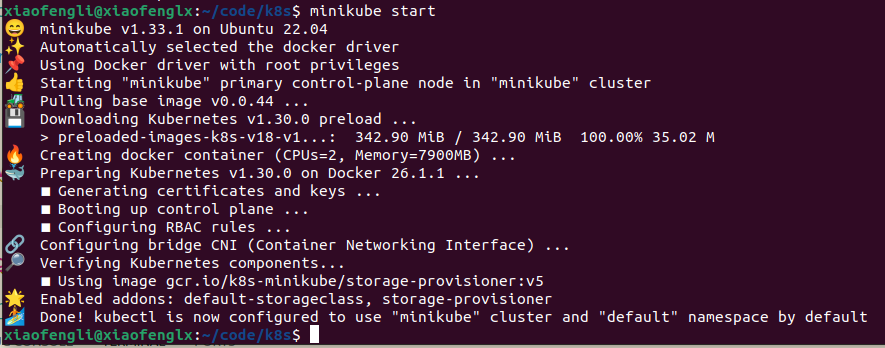 xiaofengli@xiaofenglx:~/code/k8s$ minikube start
😄 minikube v1.33.1 on Ubuntu 22.04
✨ Automatically selected the docker driver
📌 Using Docker driver with root privileges
👍 Starting "minikube" primary control-plane node in "minikube" cluster
🚜 Pulling base image v0.0.44 ...
💾 Downloading Kubernetes v1.30.0 preload ...
> preloaded-images-k8s-v18-v1...: 342.90 MiB / 342.90 MiB 100.00% 35.02 M
🔥 Creating docker container (CPUs=2, Memory=7900MB) ...
🐳 Preparing Kubernetes v1.30.0 on Docker 26.1.1 ...
▪ Generating certificates and keys ...
▪ Booting up control plane ...
▪ Configuring RBAC rules ...
🔗 Configuring bridge CNI (Container Networking Interface) ...
🔎 Verifying Kubernetes components...
▪ Using image gcr.io/k8s-minikube/storage-provisioner:v5
🌟 Enabled addons: default-storageclass, storage-provisioner
🏄 Done! kubectl is now configured to use "minikube" cluster and "default" namespace by default
xiaofengli@xiaofenglx:~/code/k8s$